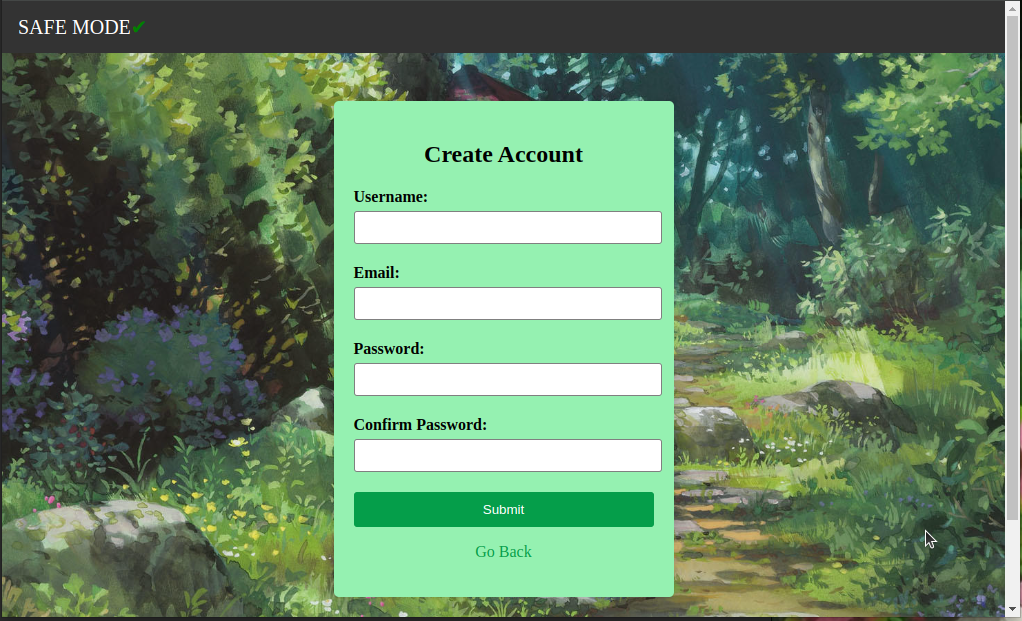 SAFE MODE✔
Create Account
Username:
Email:
Password:
Confirm Password:
Submit
Go Back